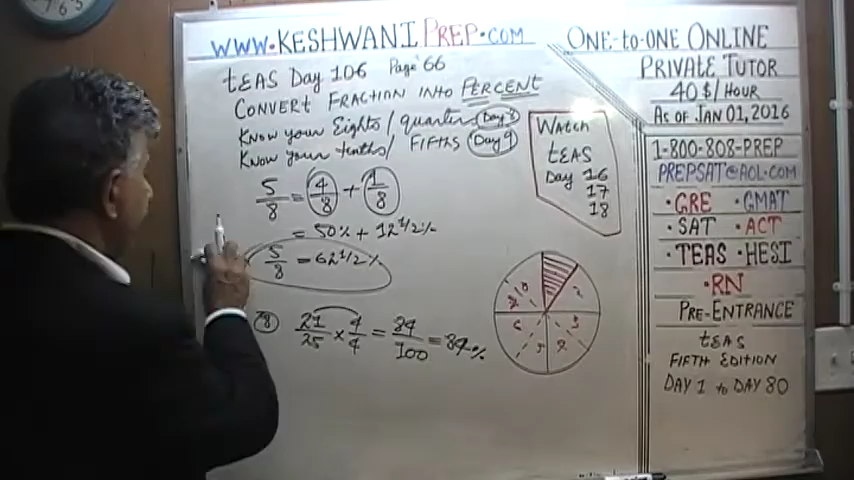 WWW.KESHWANIPREP.COM
TEAS DAY 106 Page 66
CONVERT FRACTION INTO PERCENT
KNOW YOUR EIGHTS/ quarters Day 8
KNOW YOUR TENTHS/ FIFTHS Day 9
5/8 = 4/8 + 1/8
= 50% + 12 1/2%
5/8 = 62 1/2%
78 21/25 × 4/4 = 84/100 = 84%
WATCH
TEAS
DAY 16
17
18
ONE-TO-ONE ONLINE
PRIVATE TUTOR
40 $/HOUR
AS OF JAN 01, 2016
1-800-808-PREP
PREPSAT@AOL.COM
•GRE •GMAT
•SAT •ACT
•TEAS •HESI
•RN
PRE-ENTRANCE
TEAS
FIFTH EDITION
DAY 1 TO DAY 80